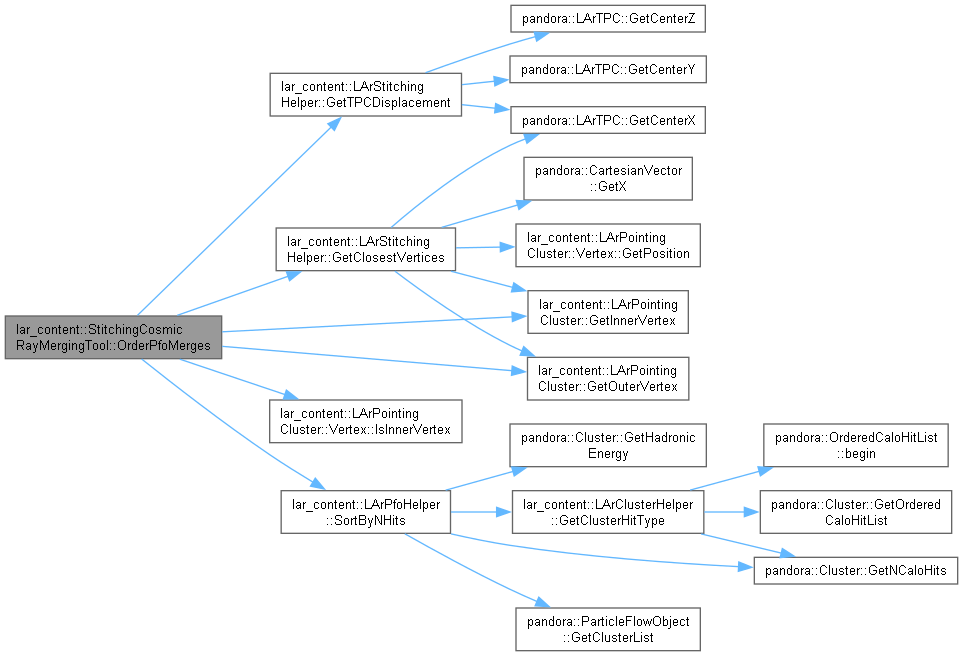 pandora::LArTPC::GetCenterZ
lar_content::LArStitching
Helper::GetTPCDisplacement
pandora::LArTPC::GetCenterY
pandora::LArTPC::GetCenterX
pandora::CartesianVector
::GetX
lar_content::LArStitching
Helper::GetClosestVertices
lar_content::LArPointing
Cluster::Vertex::GetPosition
lar_content::LArPointing
Cluster::GetInnerVertex
lar_content::StitchingCosmic
RayMergingTool::OrderPfoMerges
lar_content::LArPointing
Cluster::GetOuterVertex
lar_content::LArPointing
Cluster::Vertex::IsInnerVertex
pandora::Cluster::GetHadronic
Energy
pandora::OrderedCaloHitList
::begin
lar_content::LArPfoHelper
::SortByNHits
lar_content::LArClusterHelper
::GetClusterHitType
pandora::Cluster::GetOrdered
CaloHitList
pandora::Cluster::GetNCaloHits
pandora::ParticleFlowObject
::GetClusterList